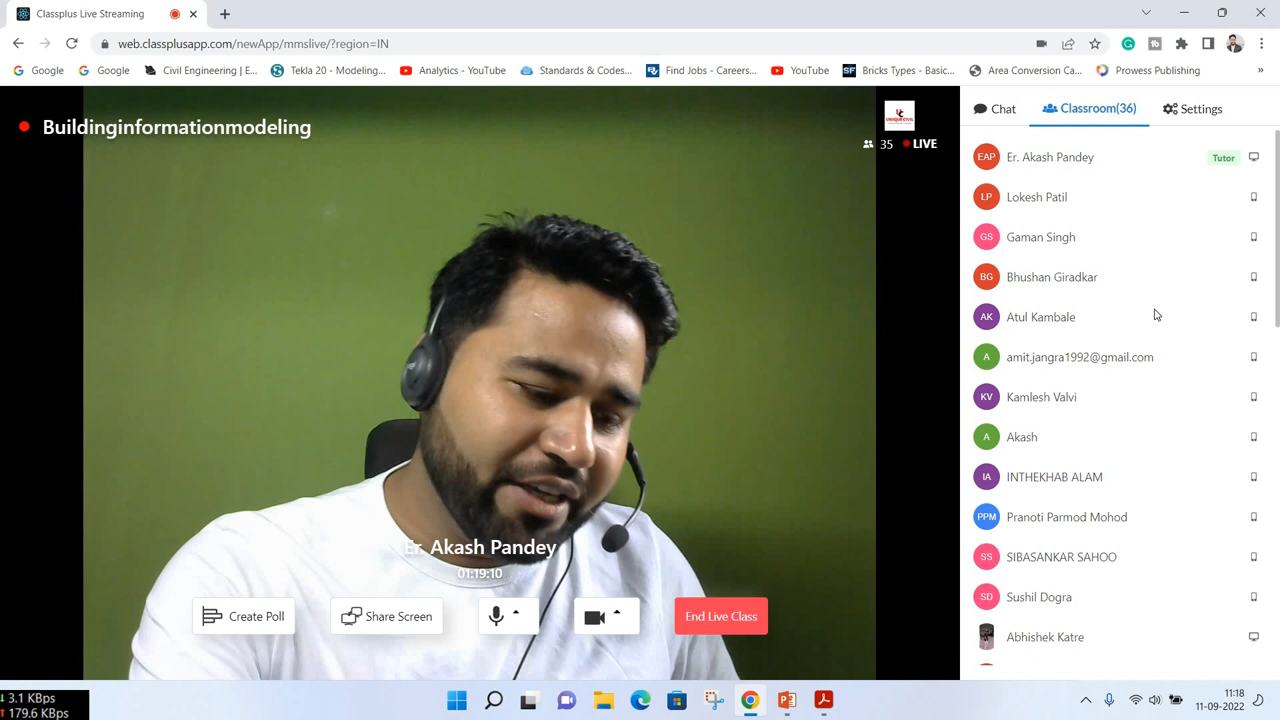 Classplus Live Streaming
web.classplusapp.com/newApp/mmslive/?region=IN
Google
Google
Civil Engineering | E...
Tekla 20 - Modeling...
Analytics - YouTube
Standards & Codes...
Find Jobs - Careers...
YouTube
SF
Bricks Types - Basic...
Area Conversion Ca...
Prowess Publishing
»
Buildinginformationmodeling
UNIQUE CIVIL
35 LIVE
Er. Akash Pandey
01:19:10
Create Poll
Share Screen
End Live Class
Chat
Classroom(36)
Settings
EAP Er. Akash Pandey Tutor
LP Lokesh Patil
GS Gaman Singh
BG Bhushan Giradkar
AK Atul Kambale
A amit.jangra1992@gmail.com
KV Kamlesh Valvi
A Akash
IA INTHEKHAB ALAM
PPM Pranoti Parmod Mohod
SS SIBASANKAR SAHOO
SD Sushil Dogra
Abhishek Katre
↓ 3.1 KBps
↑ 179.6 KBps
11:18
11-09-2022